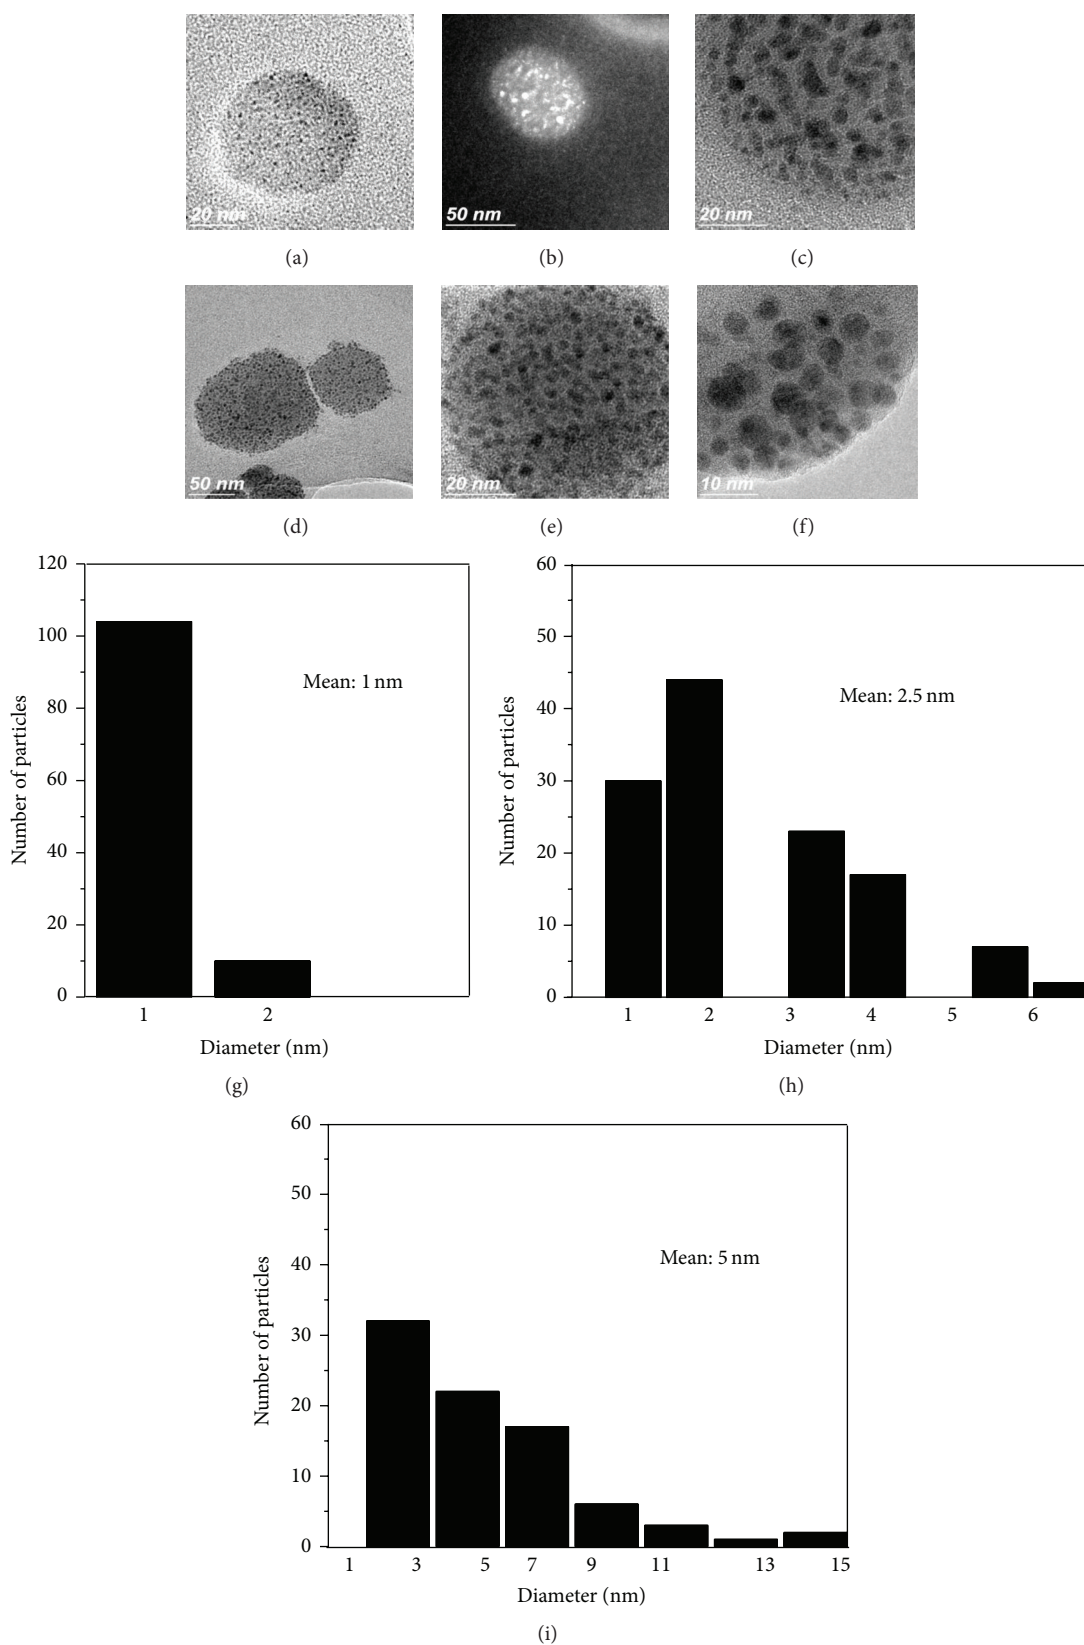 20 nm
50 nm
20 nm
(a)
(b)
(c)
50 nm
20 nm
10 nm
(d)
(e)
(f)
120
100
80
60
40
20
0
Number of particles
Mean: 1 nm
1
2
Diameter (nm)
(g)
60
50
40
30
20
10
0
Number of particles
Mean: 2.5 nm
1
2
3
4
5
6
Diameter (nm)
(h)
60
50
40
30
20
10
0
Number of particles
Mean: 5 nm
1
3
5
7
9
11
13
15
Diameter (nm)
(i)